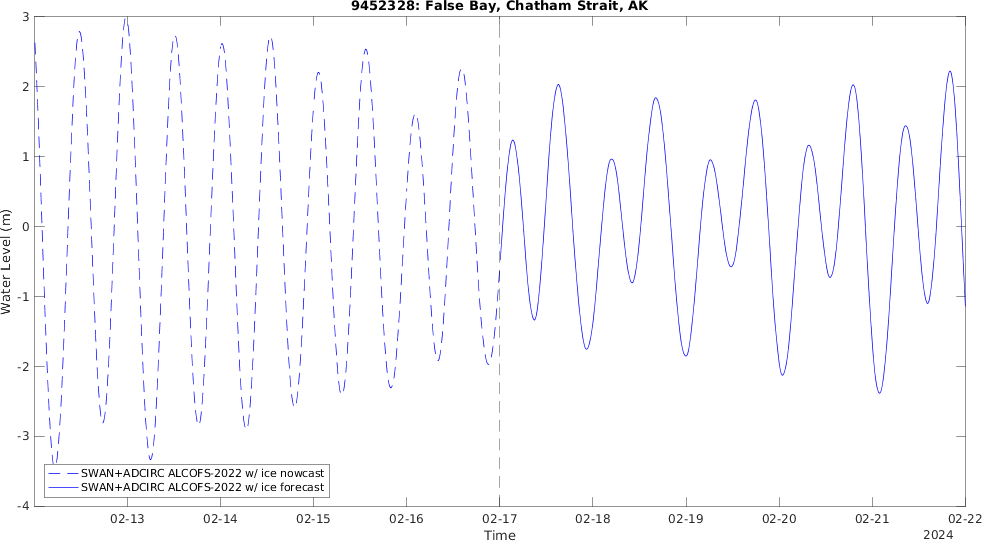 9452328: False Bay, Chatham Strait, AK
3
2
1
0
-1
-2
-3
-4
Water Level (m)
SWAN+ADCIRC ALCOFS-2022 w/ ice nowcast
SWAN+ADCIRC ALCOFS-2022 w/ ice forecast
02-13 02-14 02-15 02-16 02-17 02-18 02-19 02-20 02-21 02-22
Time
2024